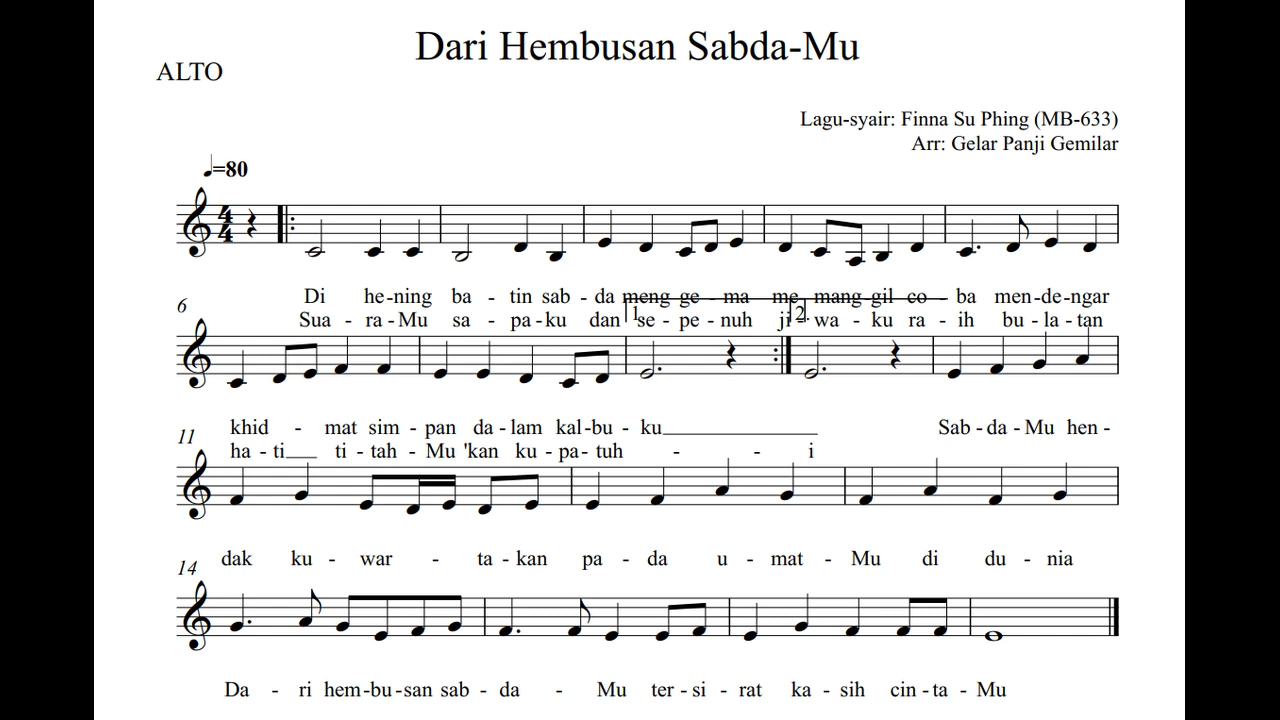 Dari Hembusan Sabda-Mu
ALTO
Lagu-syair: Finna Su Phing (MB-633)
Arr: Gelar Panji Gemilar
♩=80
4
4
Di he-ning ba - tin sab - da meng ge - ma me mang-gil co - ba men-de-ngar
Sua - ra-Mu sa - pa-ku dan se - pe - nuh ji - wa - ku ra - ih bu - la - tan
6
1.
2.
khid - mat sim - pan da - lam kal-bu - ku
ha - ti ti - tah - Mu 'kan ku - pa - tuh - - i
Sab - da - Mu hen -
11
dak ku - war - ta - kan pa - da u - mat - Mu di du - nia
14
Da - ri hem-bu-san sab - da - Mu ter - si - rat ka - sih cin - ta - Mu